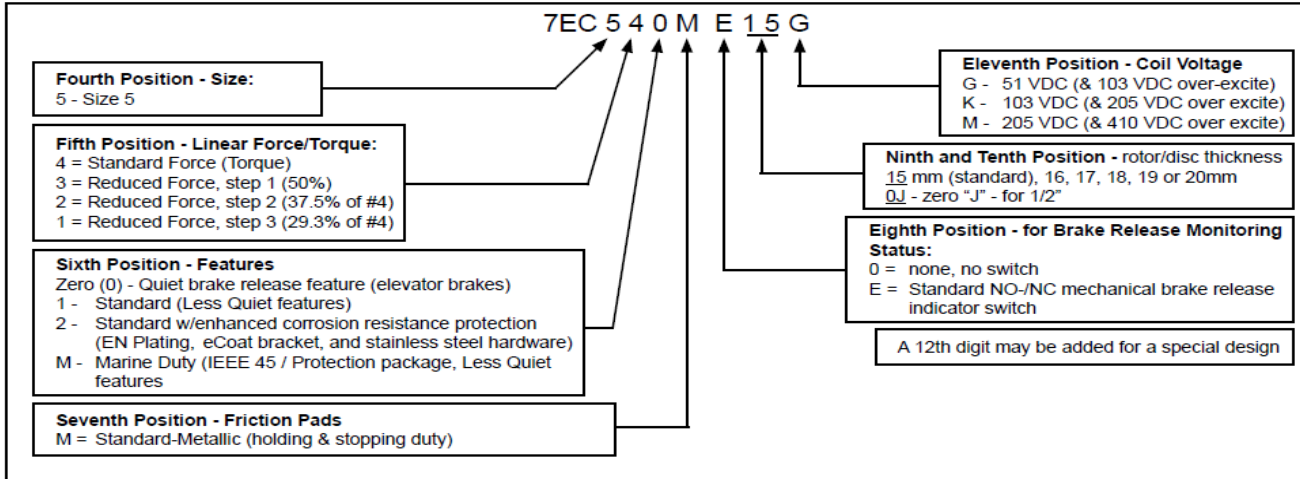 7EC 5 4 0 M E 15 G
Fourth Position - Size:
5 - Size 5
Fifth Position - Linear Force/Torque:
4 = Standard Force (Torque)
3 = Reduced Force, step 1 (50%)
2 = Reduced Force, step 2 (37.5% of #4)
1 = Reduced Force, step 3 (29.3% of #4)
Sixth Position - Features
Zero (0) - Quiet brake release feature (elevator brakes)
1 - Standard (Less Quiet features)
2 - Standard w/enhanced corrosion resistance protection
(EN Plating, eCoat bracket, and stainless steel hardware)
M - Marine Duty (IEEE 45 / Protection package, Less Quiet
features
Seventh Position - Friction Pads
M = Standard-Metallic (holding & stopping duty)
Eleventh Position - Coil Voltage
G - 51 VDC (& 103 VDC over-excite)
K - 103 VDC (& 205 VDC over excite)
M - 205 VDC (& 410 VDC over excite)
Ninth and Tenth Position - rotor/disc thickness
15 mm (standard), 16, 17, 18, 19 or 20mm
0J - zero “J” - for 1/2”
Eighth Position - for Brake Release Monitoring
Status:
0 = none, no switch
E = Standard NO-/NC mechanical brake release
indicator switch
A 12th digit may be added for a special design